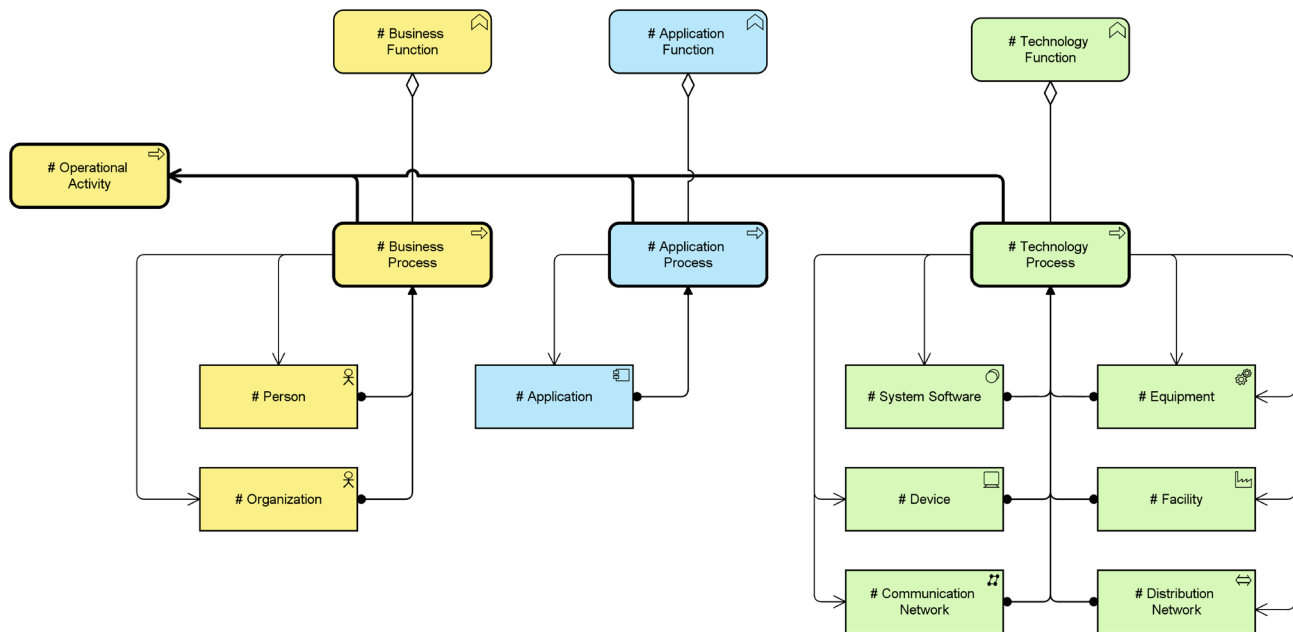 # Business
Function
# Application
Function
# Technology
Function
# Operational
Activity
# Business
Process
# Application
Process
# Technology
Process
# Person
# Application
# System Software
# Equipment
# Organization
# Device
# Facility
# Communication
Network
# Distribution
Network